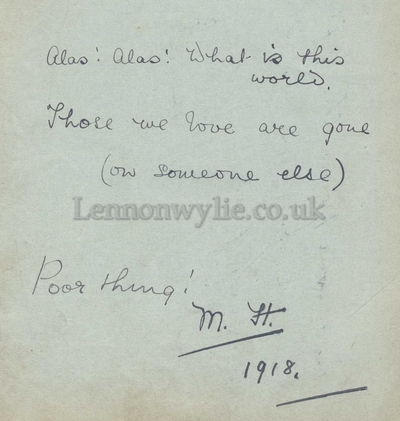 Alas! Alas! What is this
world.
Those we love are gone
(on someone else)
Lennonwylie.co.uk
Poor thing!
M. H.
1918.